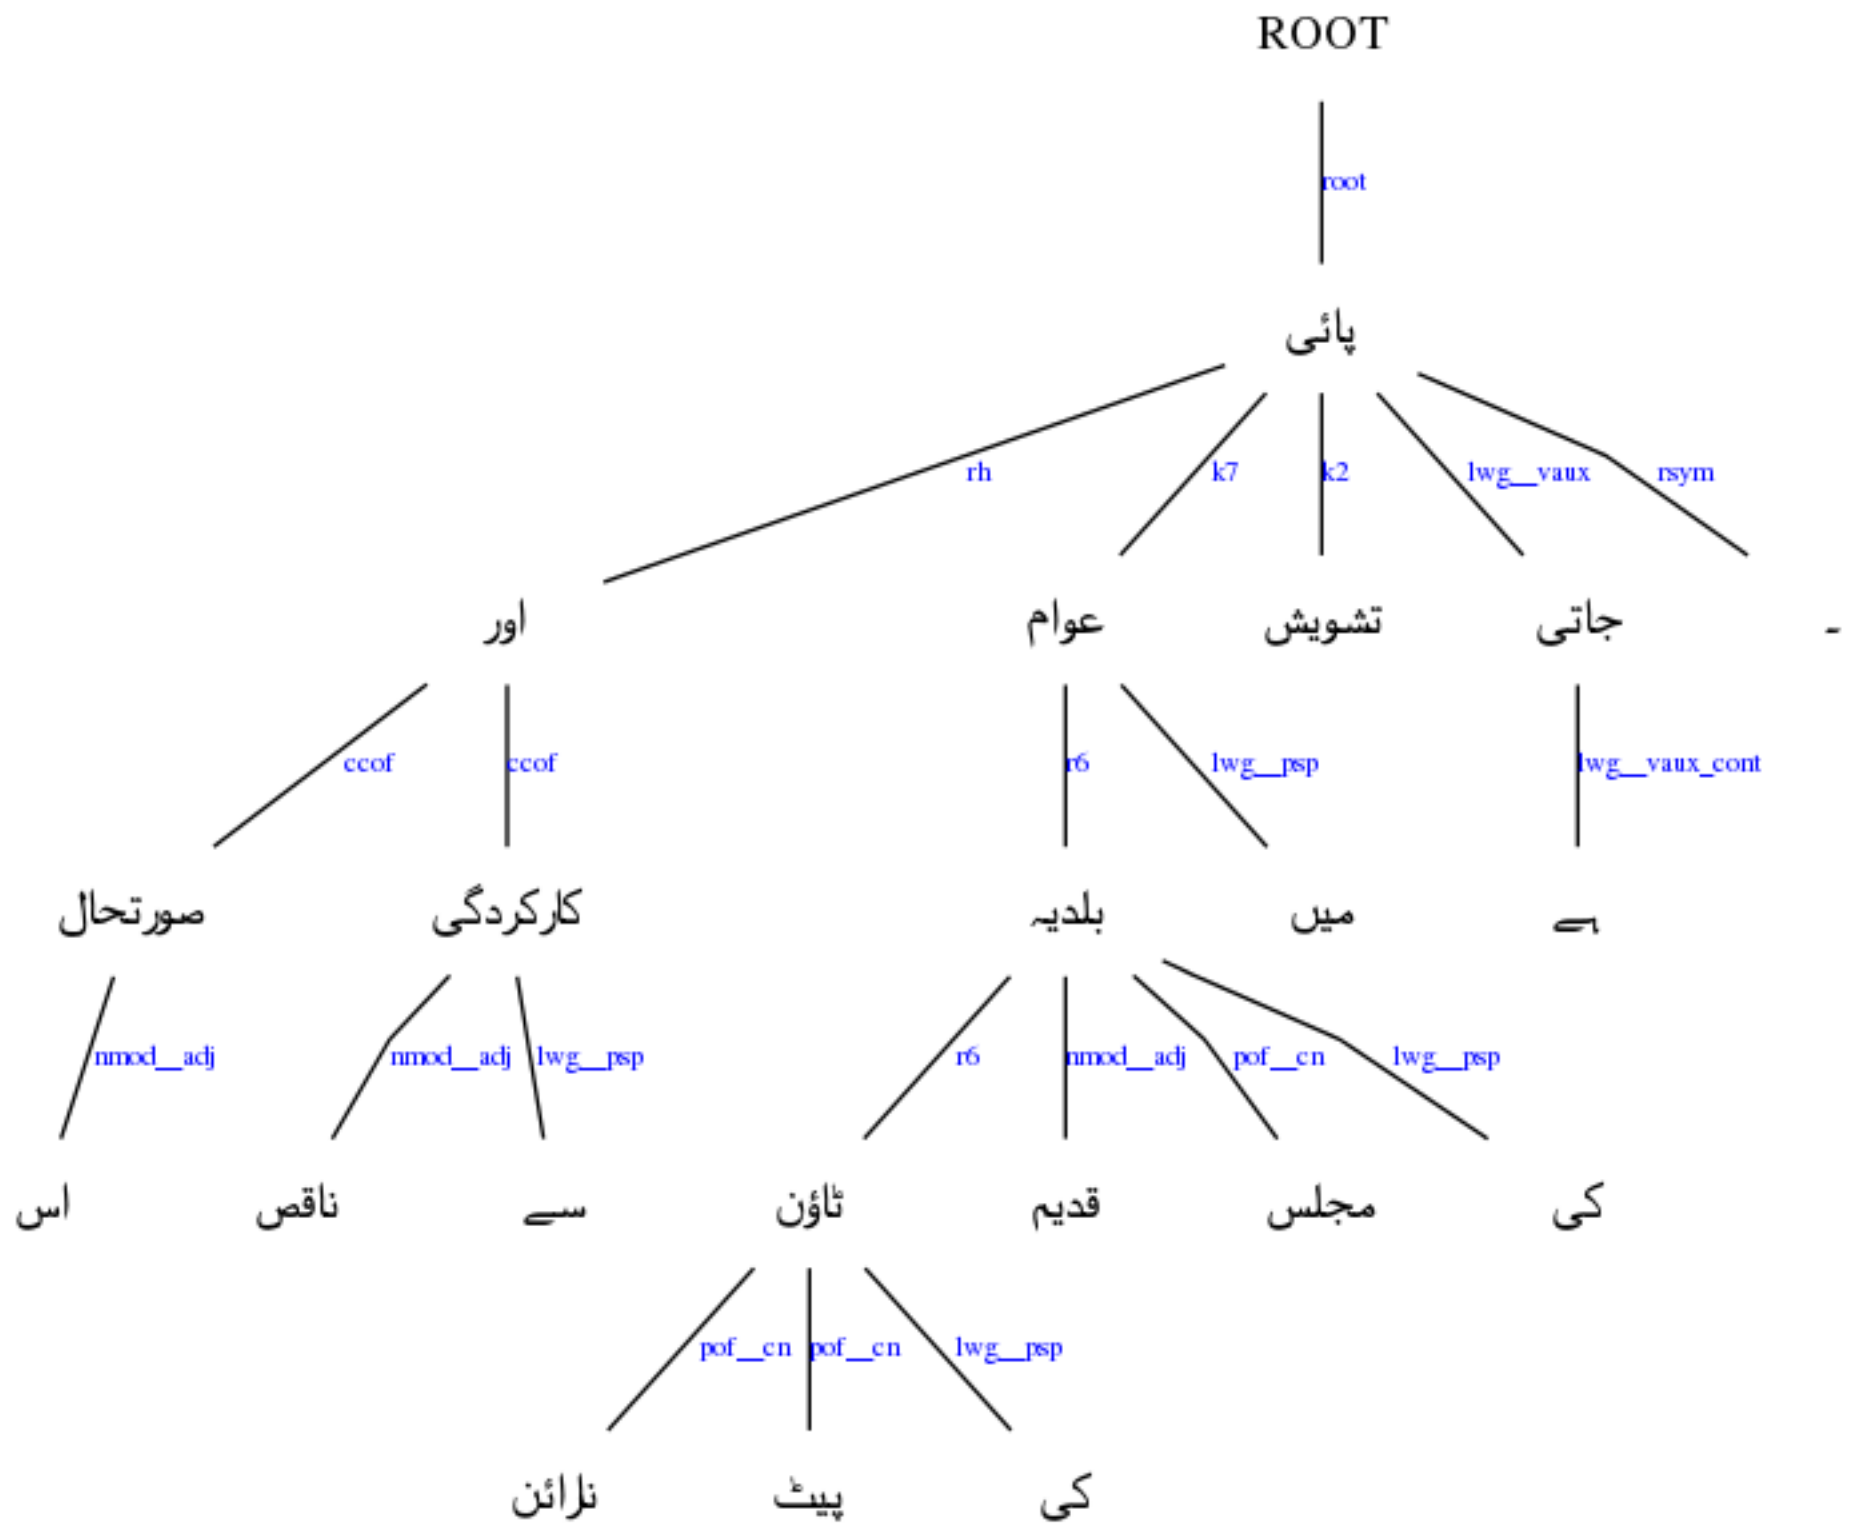 ROOT
root
پائی
rh k7 k2 lwg__vaux rsym
اور عوام تشویش جاتی ۔
ccof ccof r6 lwg__psp lwg__vaux_cont
صورتحال کارکردگی بلدیہ میں ہے
nmod__adj nmod__adj lwg__psp r6 nmod__adj pof__cn lwg__psp
اس ناقص سے ٹاؤن قدیم مجلس کی
pof__cn pof__cn lwg__psp
نارائن پیٹ کی